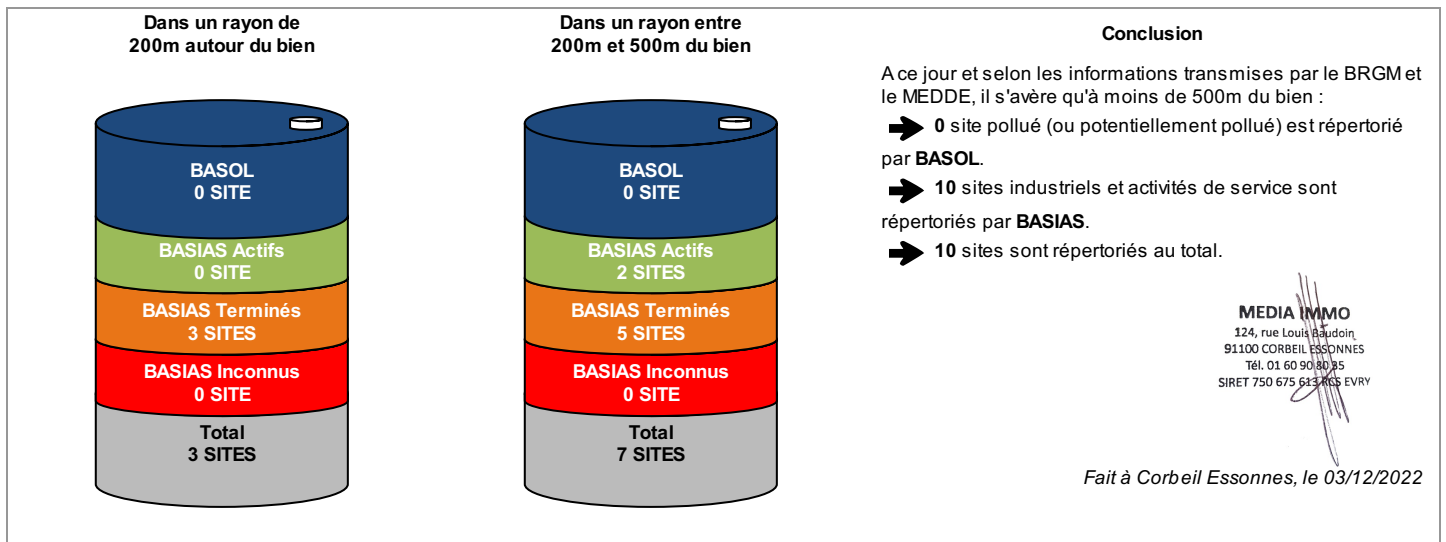 Dans un rayon de
200m autour du bien
BASOL
0 SITE
BASIAS Actifs
0 SITE
BASIAS Terminés
3 SITES
BASIAS Inconnus
0 SITE
Total
3 SITES
Dans un rayon entre
200m et 500m du bien
BASOL
0 SITE
BASIAS Actifs
2 SITES
BASIAS Terminés
5 SITES
BASIAS Inconnus
0 SITE
Total
7 SITES
Conclusion
A ce jour et selon les informations transmises par le BRGM et
le MEDDE, il s'avère qu'à moins de 500m du bien :
0 site pollué (ou potentiellement pollué) est répertorié
par BASOL.
10 sites industriels et activités de service sont
répertoriés par BASIAS.
10 sites sont répertoriés au total.
MEDIA IMMO
124, rue Louis Baudoin
91100 CORBEIL ESSONNES
Tél. 01 60 90 80 85
SIRET 750 675 613 RCS EVRY
Fait à Corbeil Essonnes, le 03/12/2022